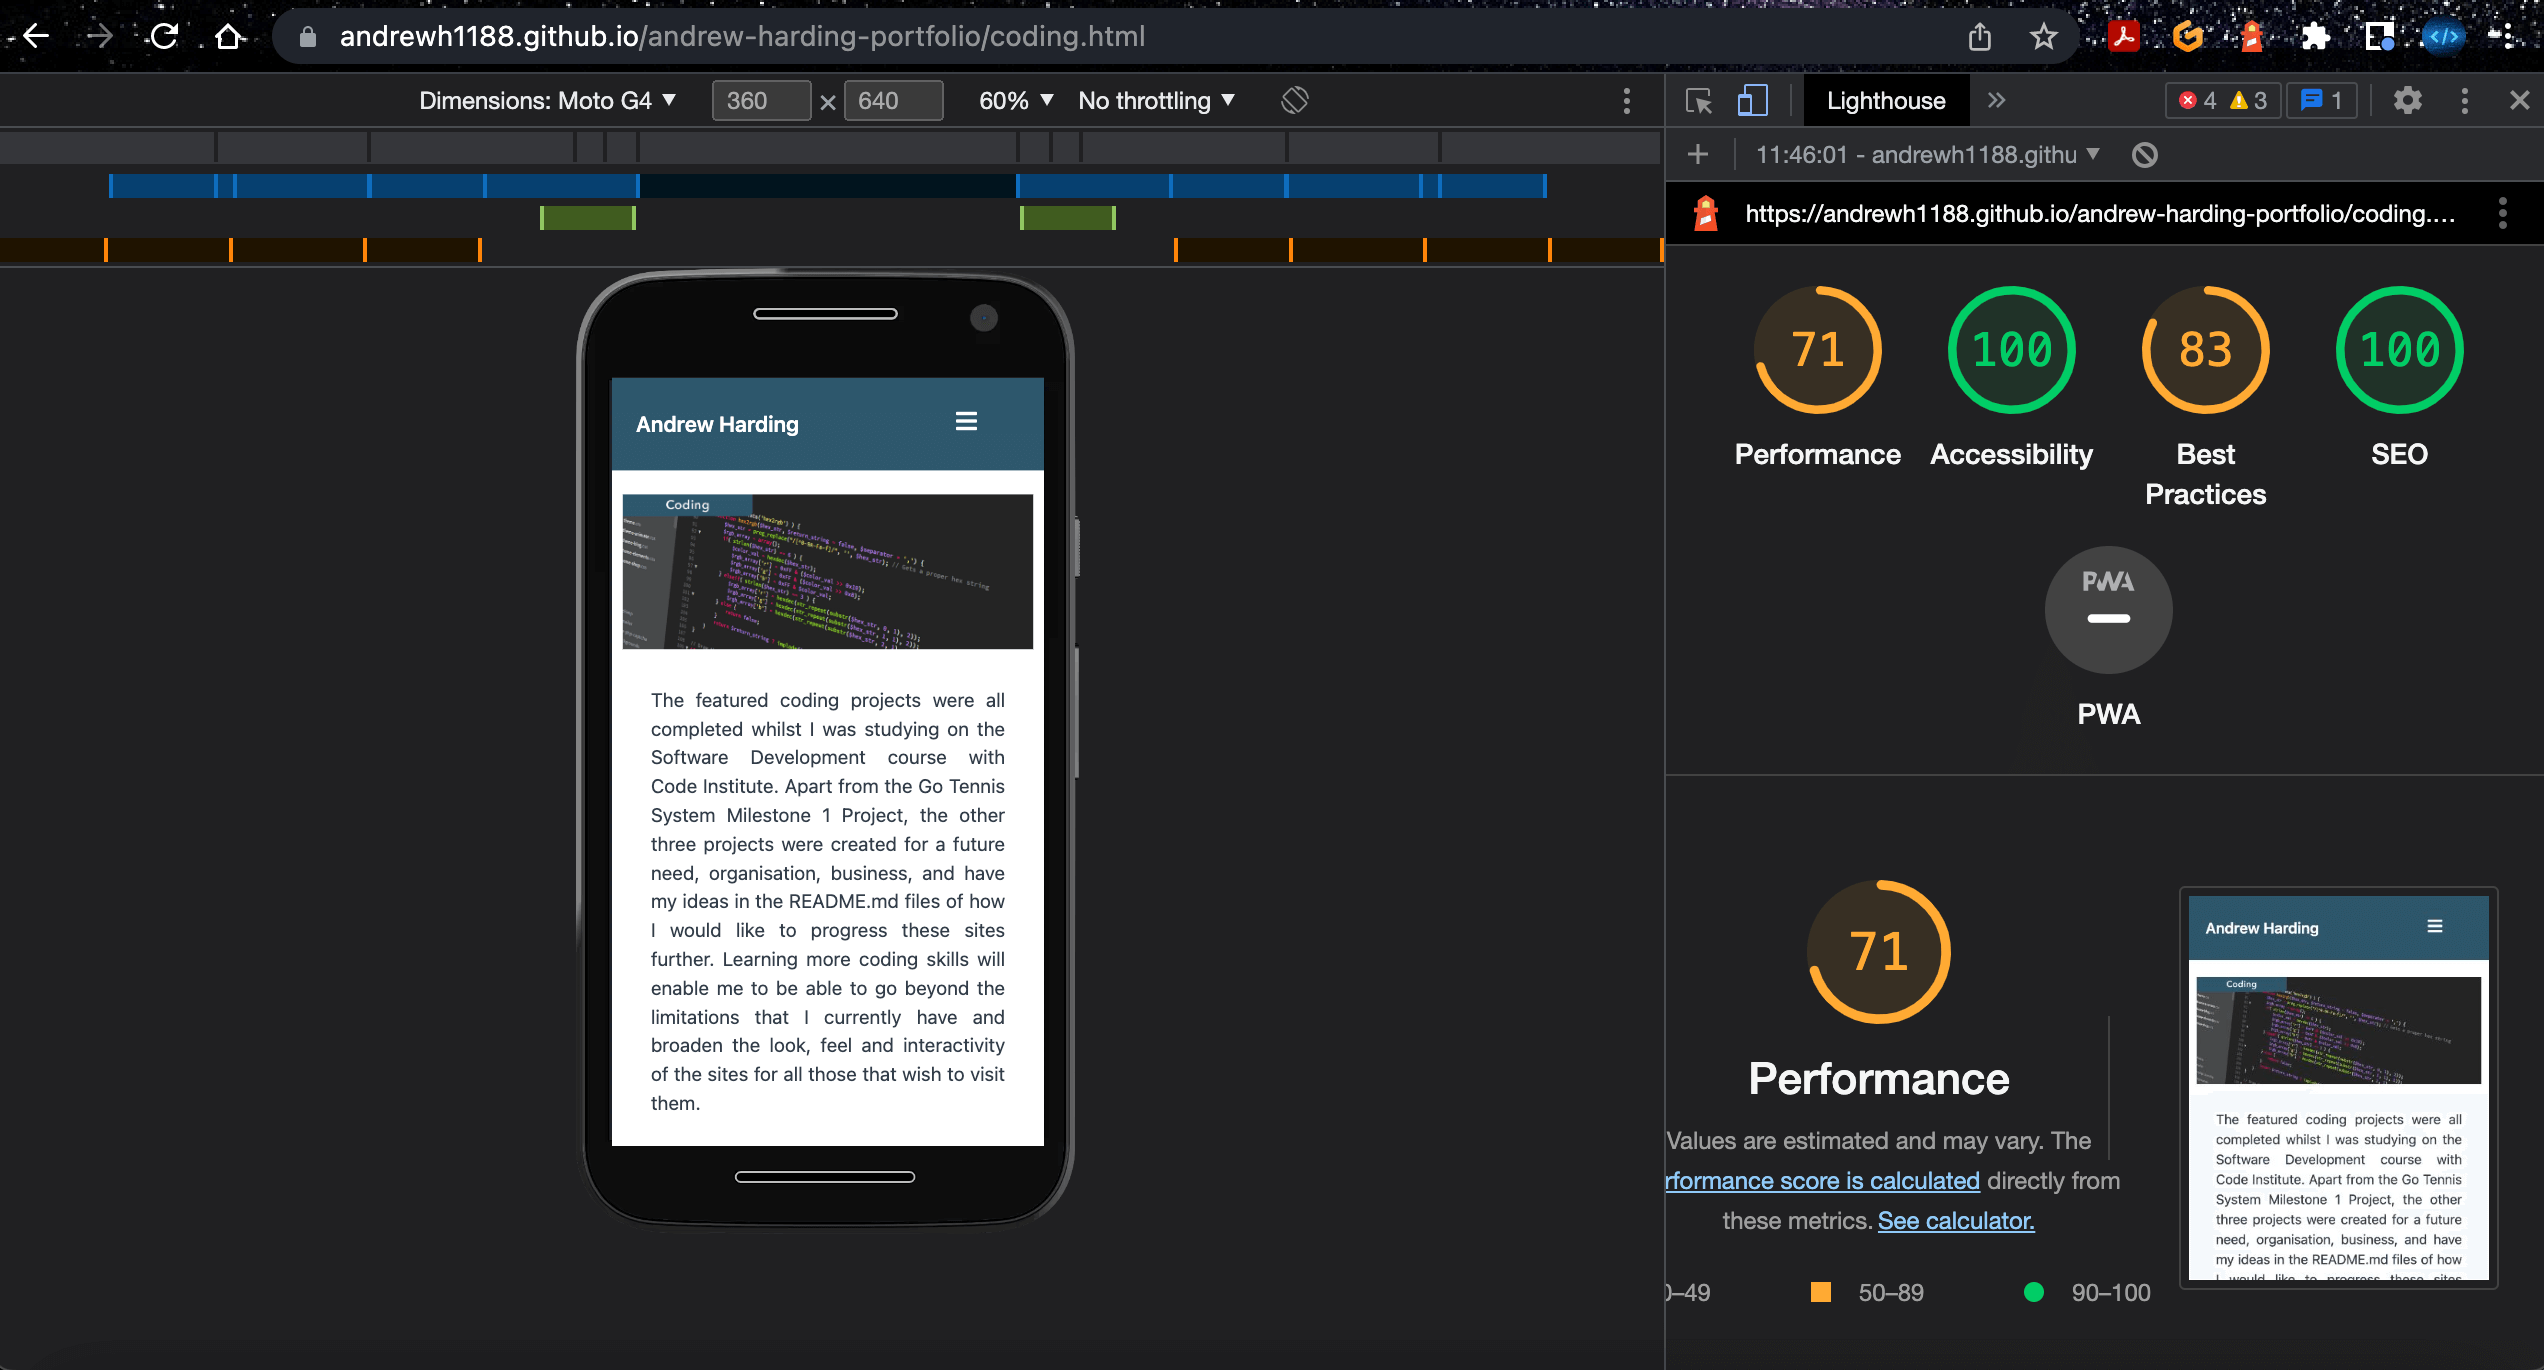 andrewh1188.github.io/andrew-harding-portfolio/coding.html
Dimensions: Moto G4 ▼ 360 × 640 60% ▼ No throttling ▼
Lighthouse » 4 3 1
11:46:01 - andrewh1188.githu ▼
https://andrewh1188.github.io/andrew-harding-portfolio/coding....
71 100 83 100
Performance Accessibility Best Practices SEO
PWA
PWA
Andrew Harding
Coding
The featured coding projects were all
completed whilst I was studying on the
Software Development course with
Code Institute. Apart from the Go Tennis
System Milestone 1 Project, the other
three projects were created for a future
need, organisation, business, and have
my ideas in the README.md files of how
I would like to progress these sites
further. Learning more coding skills will
enable me to be able to go beyond the
limitations that I currently have and
broaden the look, feel and interactivity
of the sites for all those that wish to visit
them.
71
Performance
Values are estimated and may vary. The
rformance score is calculated directly from
these metrics. See calculator.
0–49 50–89 90–100
Andrew Harding
Coding
The featured coding projects were all
completed whilst I was studying on the
Software Development course with
Code Institute. Apart from the Go Tennis
System Milestone 1 Project, the other
three projects were created for a future
need, organisation, business, and have
my ideas in the README.md files of how
I would like to progress these sites